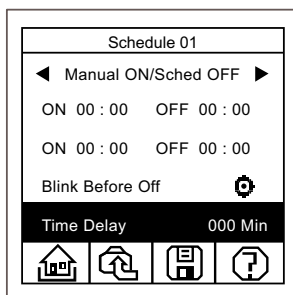 Schedule 01
Manual ON/Sched OFF
ON 00 : 00 OFF 00 : 00
ON 00 : 00 OFF 00 : 00
Blink Before Off
Time Delay 000 Min
?